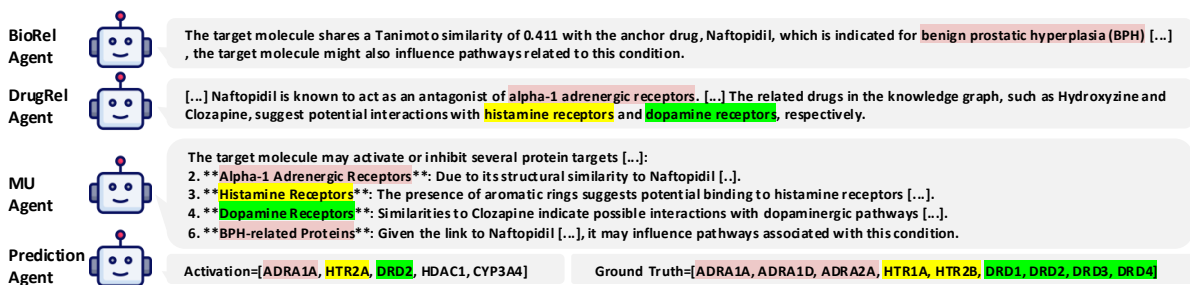 BioRel
Agent
The target molecule shares a Tanimoto similarity of 0.411 with the anchor drug, Naftopidil, which is indicated for benign prostatic hyperplasia (BPH) [...]
, the target molecule might also influence pathways related to this condition.
DrugRel
Agent
[...] Naftopidil is known to act as an antagonist of alpha-1 adrenergic receptors. [...] The related drugs in the knowledge graph, such as Hydroxyzine and
Clozapine, suggest potential interactions with histamine receptors and dopamine receptors, respectively.
MU
Agent
The target molecule may activate or inhibit several protein targets [...]:
2. **Alpha-1 Adrenergic Receptors**: Due to its structural similarity to Naftopidil [..].
3. **Histamine Receptors**: The presence of aromatic rings suggests potential binding to histamine receptors [...].
4. **Dopamine Receptors**: Similarities to Clozapine indicate possible interactions with dopaminergic pathways [...].
6. **BPH-related Proteins**: Given the link to Naftopidil [...], it may influence pathways associated with this condition.
Prediction
Agent
Activation=[ADRA1A, HTR2A, DRD2, HDAC1, CYP3A4]
Ground Truth=[ADRA1A, ADRA1D, ADRA2A, HTR1A, HTR2B, DRD1, DRD2, DRD3, DRD4]